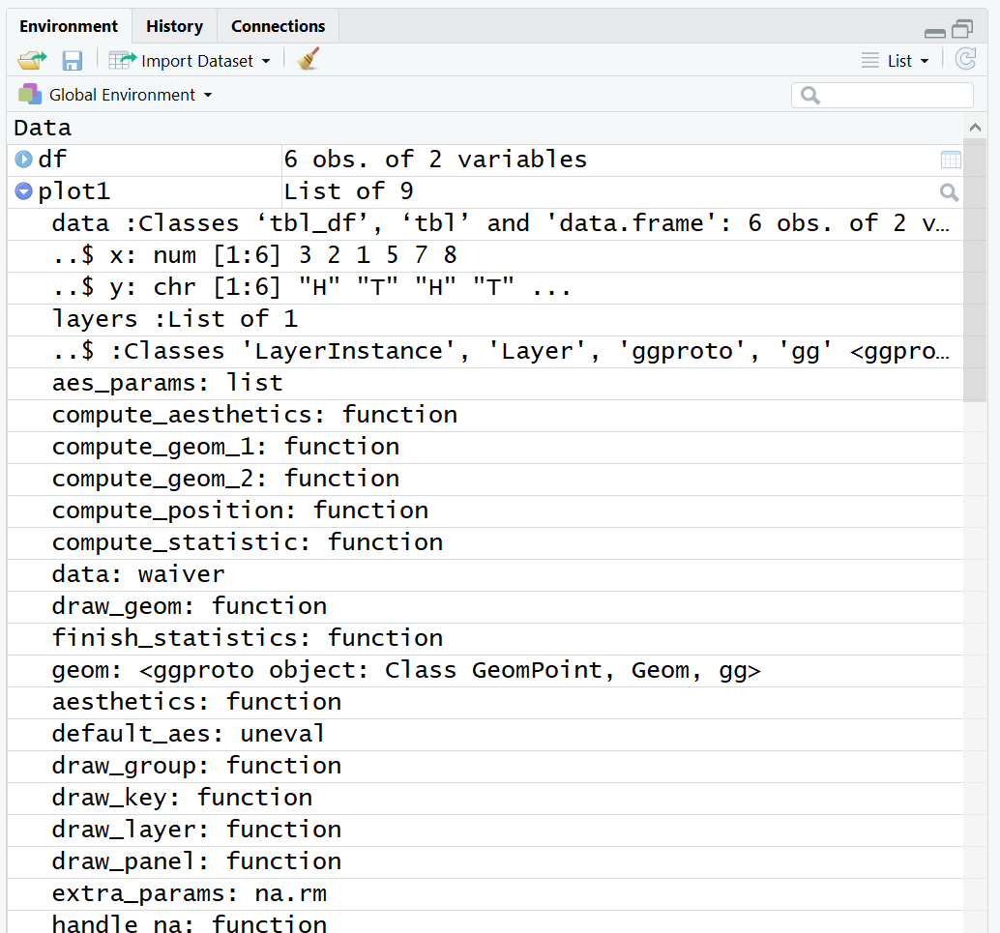 Environment History Connections
Import Dataset List
Global Environment
Data
df 6 obs. of 2 variables
plot1 List of 9
data :Classes ‘tbl_df’, ‘tbl’ and 'data.frame': 6 obs. of 2 v…
..$ x: num [1:6] 3 2 1 5 7 8
..$ y: chr [1:6] "H" "T" "H" "T" ...
layers :List of 1
..$ :Classes 'LayerInstance', 'Layer', 'ggproto', 'gg' <ggpro…
aes_params: list
compute_aesthetics: function
compute_geom_1: function
compute_geom_2: function
compute_position: function
compute_statistic: function
data: waiver
draw_geom: function
finish_statistics: function
geom: <ggproto object: Class GeomPoint, Geom, gg>
aesthetics: function
default_aes: uneval
draw_group: function
draw_key: function
draw_layer: function
draw_panel: function
extra_params: na.rm
handle_na: function